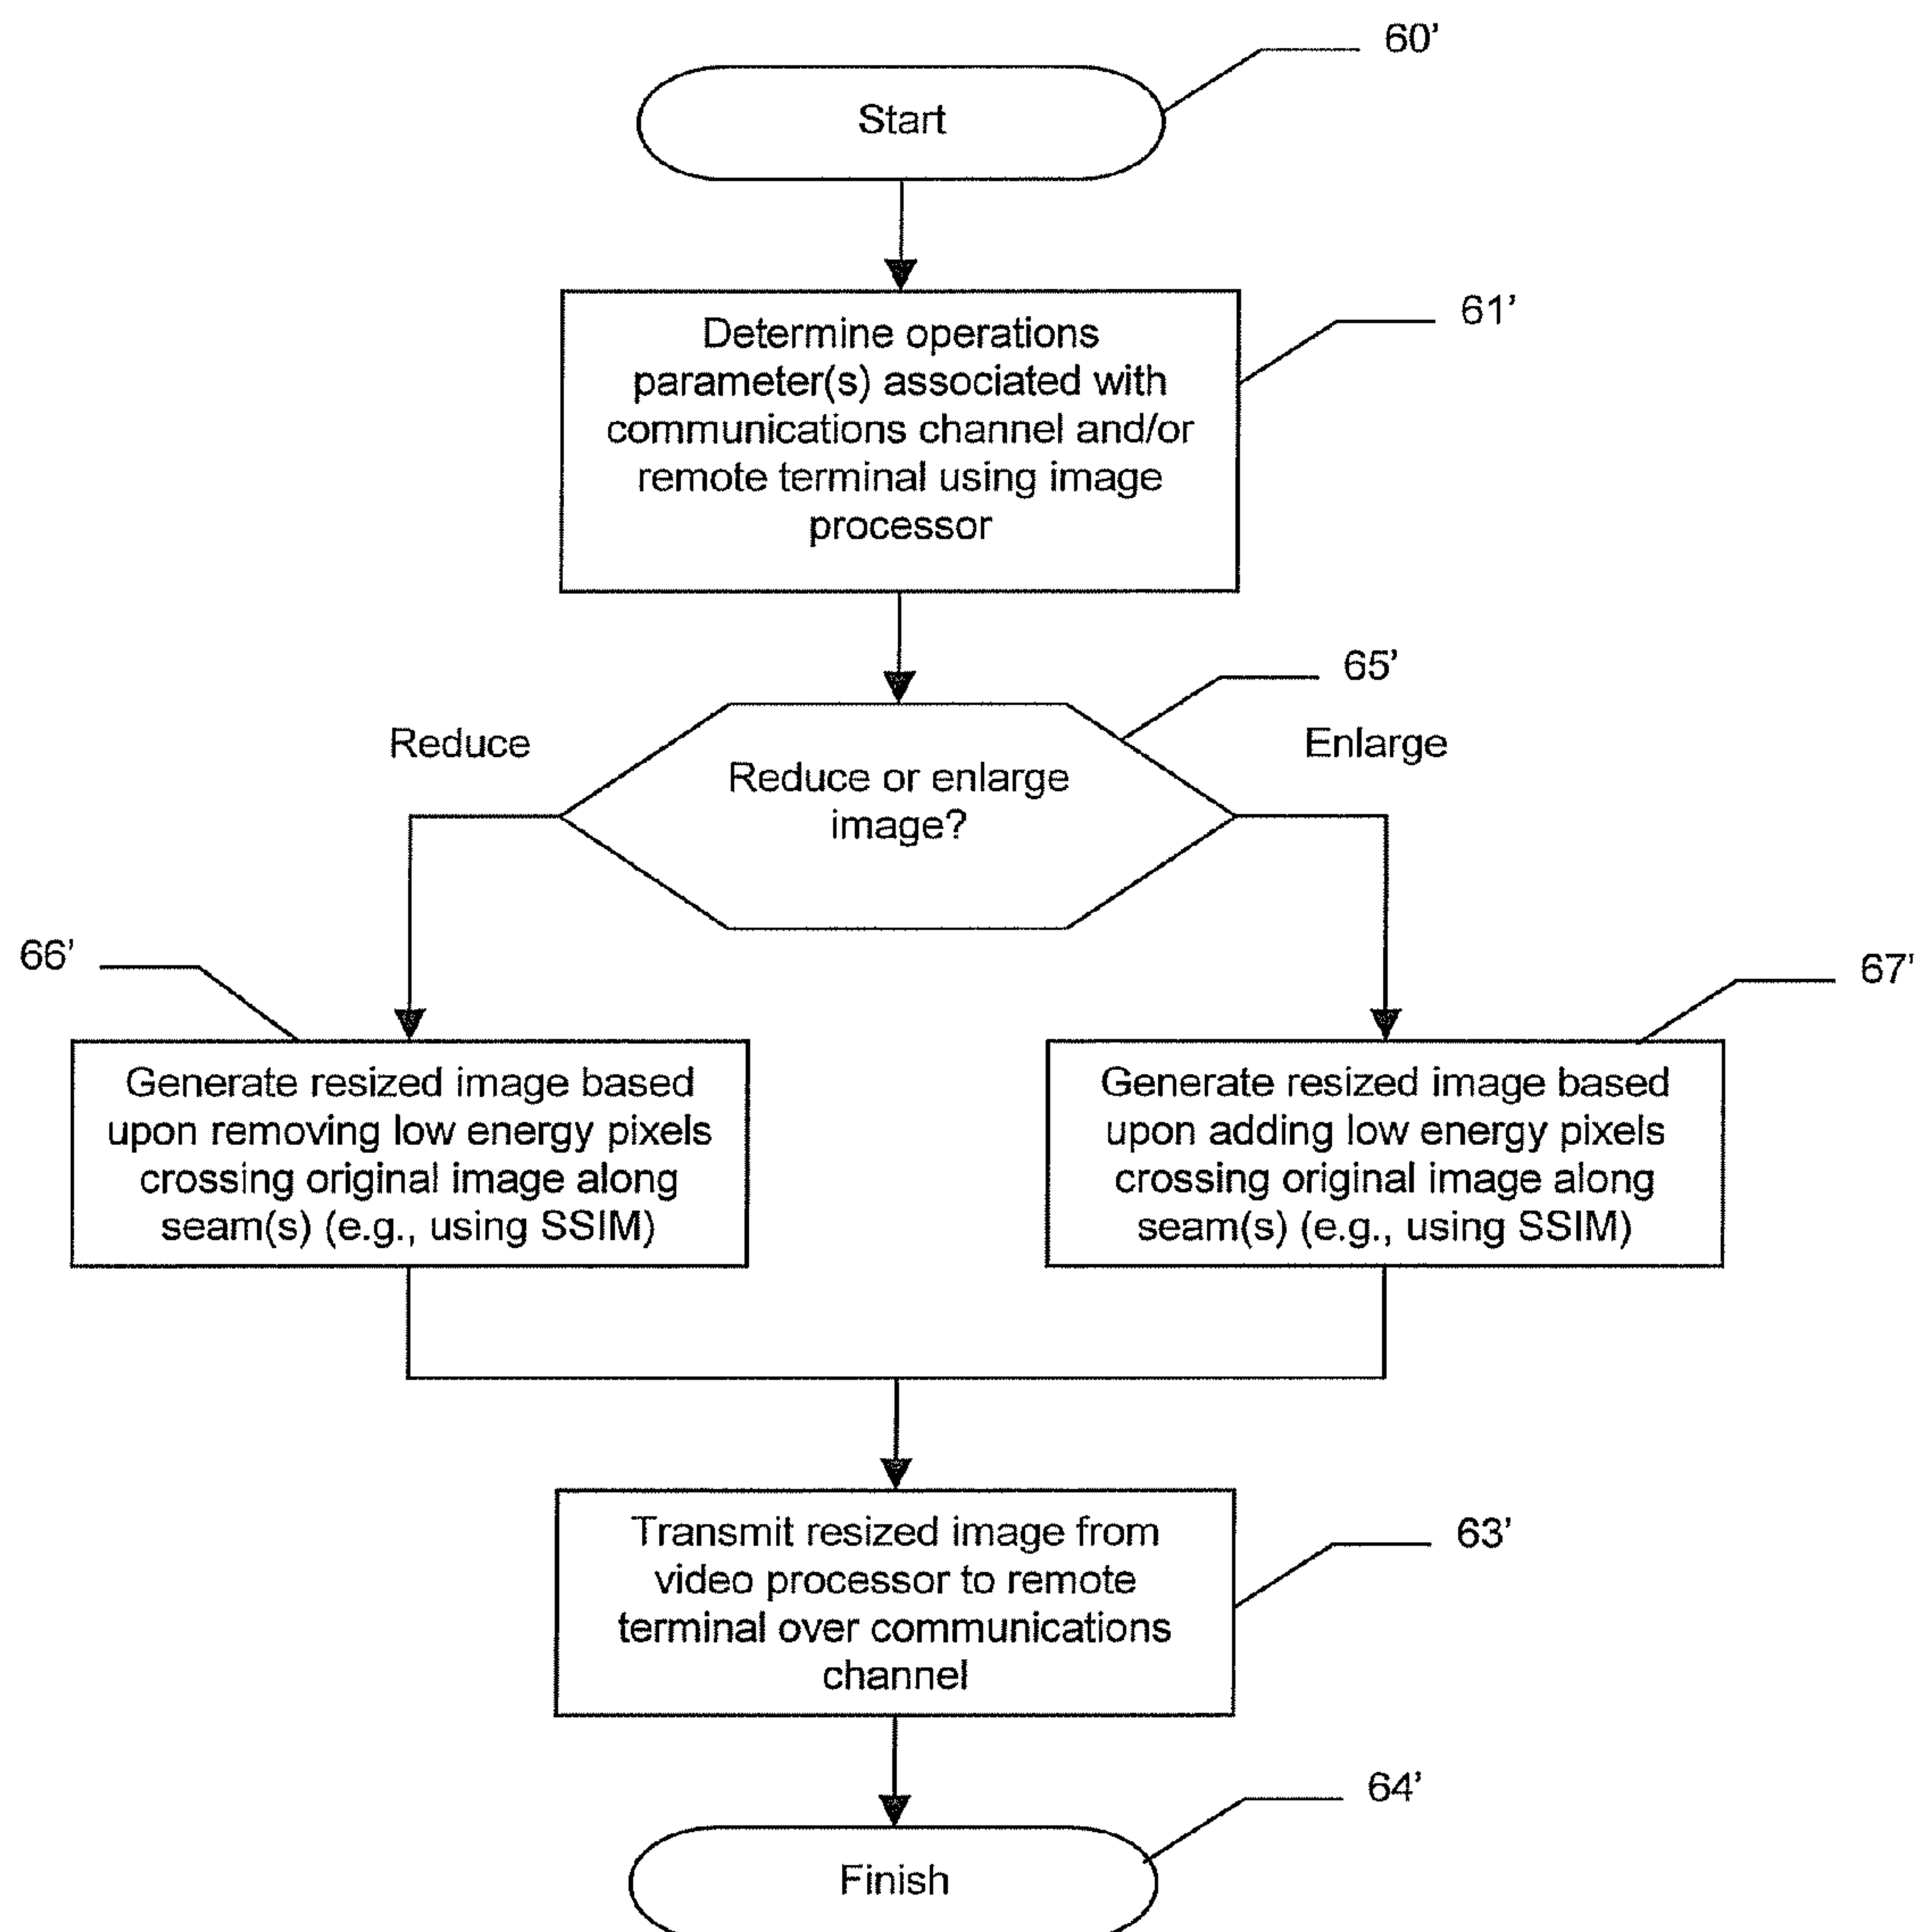 60'
Start
61'
Determine operations
parameter(s) associated with
communications channel and/or
remote terminal using image
processor
65'
Reduce
Enlarge
Reduce or enlarge
image?
66'
67'
Generate resized image based
upon removing low energy pixels
crossing original image along
seam(s) (e.g., using SSIM)
Generate resized image based
upon adding low energy pixels
crossing original image along
seam(s) (e.g., using SSIM)
Transmit resized image from
video processor to remote
terminal over communications
channel
63'
64'
Finish